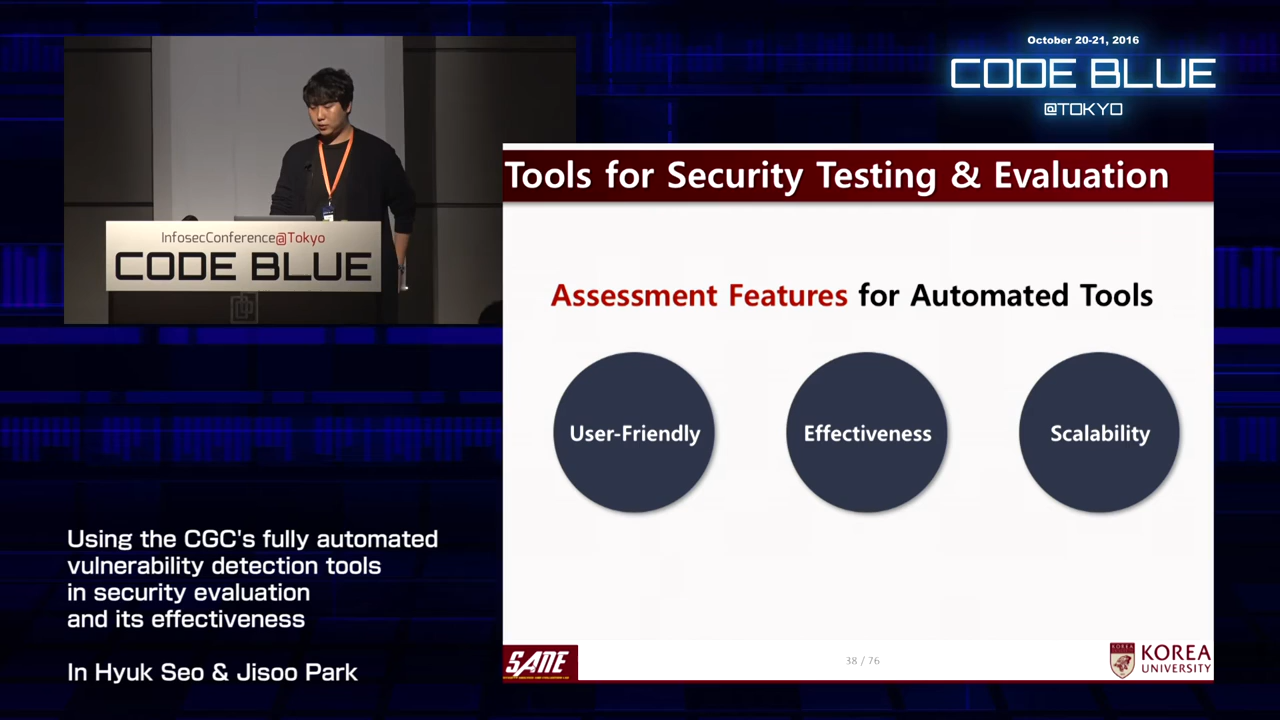 October 20-21, 2016
CODE BLUE
@TOKYO
InfosecConference@Tokyo
CODE BLUE
Tools for Security Testing & Evaluation
Assessment Features for Automated Tools
User-Friendly
Effectiveness
Scalability
Using the CGC's fully automated
vulnerability detection tools
in security evaluation
and its effectiveness
In Hyuk Seo & Jisoo Park
SANE
38 / 76
KOREA
UNIVERSITY